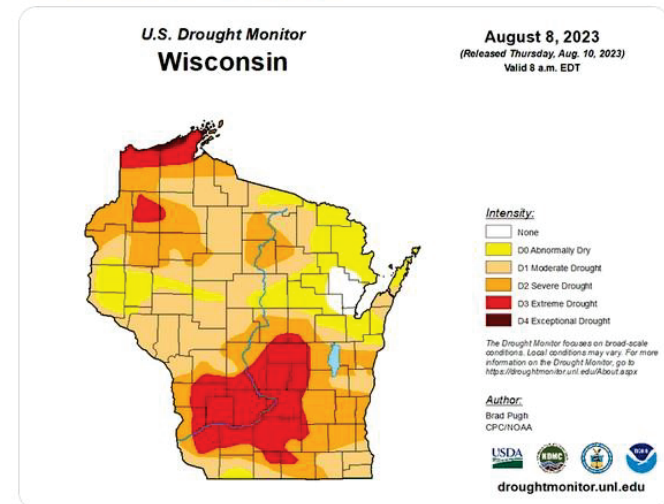 U.S. Drought Monitor
Wisconsin
August 8, 2023
(Released Thursday, Aug. 10, 2023)
Valid 8 a.m. EDT
Intensity:
None
D0 Abnormally Dry
D1 Moderate Drought
D2 Severe Drought
D3 Extreme Drought
D4 Exceptional Drought
The Drought Monitor focuses on broad-scale
conditions. Local conditions may vary. For more
information on the Drought Monitor, go to
https://droughtmonitor.unl.edu/About.aspx
Author:
Brad Pugh
CPC/NOAA
USDA
NDMC
droughtmonitor.unl.edu